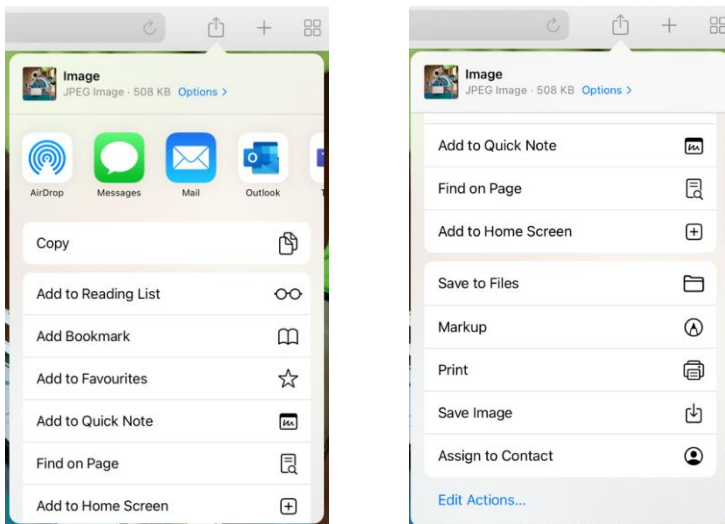 Image
JPEG Image · 508 KB Options >
AirDrop Messages Mail Outlook
Copy
Add to Reading List
Add Bookmark
Add to Favourites
Add to Quick Note
Find on Page
Add to Home Screen
Image
JPEG Image · 508 KB Options >
Add to Quick Note
Find on Page
Add to Home Screen
Save to Files
Markup
Print
Save Image
Assign to Contact
Edit Actions...